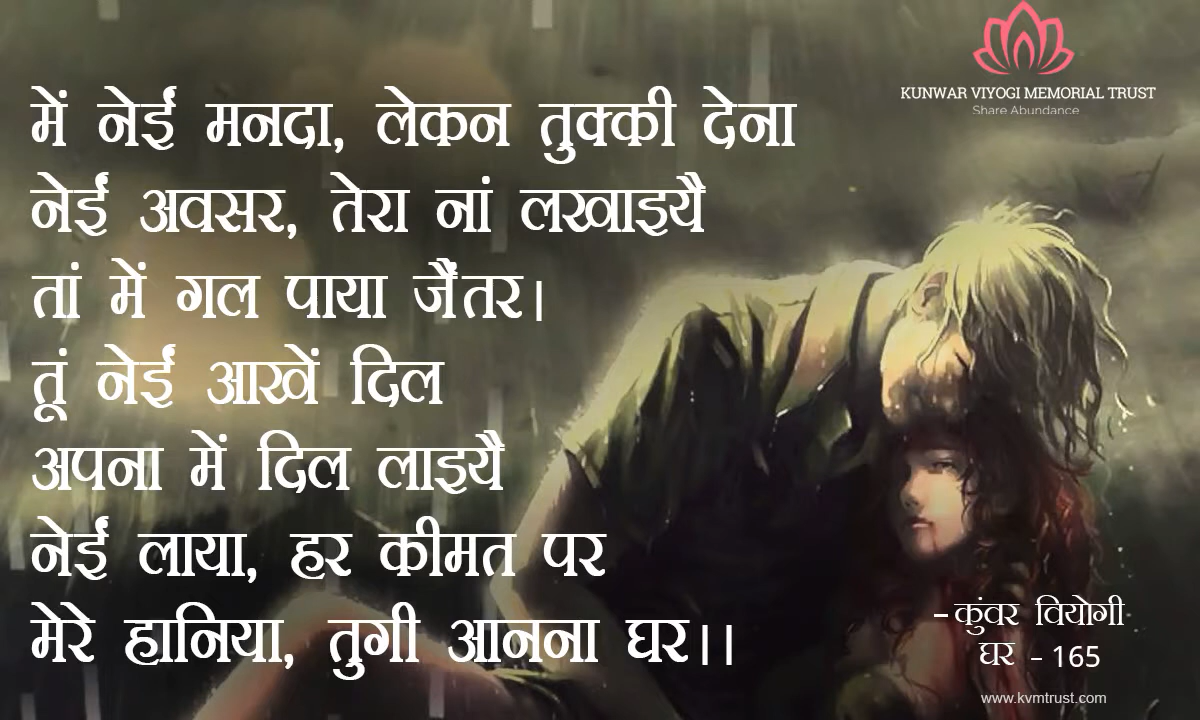 KUNWAR VIYOGI MEMORIAL TRUST
Share Abundance
में नेईं मनदा, लेकन तुक्की देना
नेईं अवसर, तेरा नां लखाइयै
तां में गल पाया जैंतर।
तूं नेईं आखें दिल
अपना में दिल लाइयै
नेईं लाया, हर कीमत पर
मेरे हानिया, तुगी आनना घर।।
- कुंवर वियोगी
घर - 165
www.kvmtrust.com